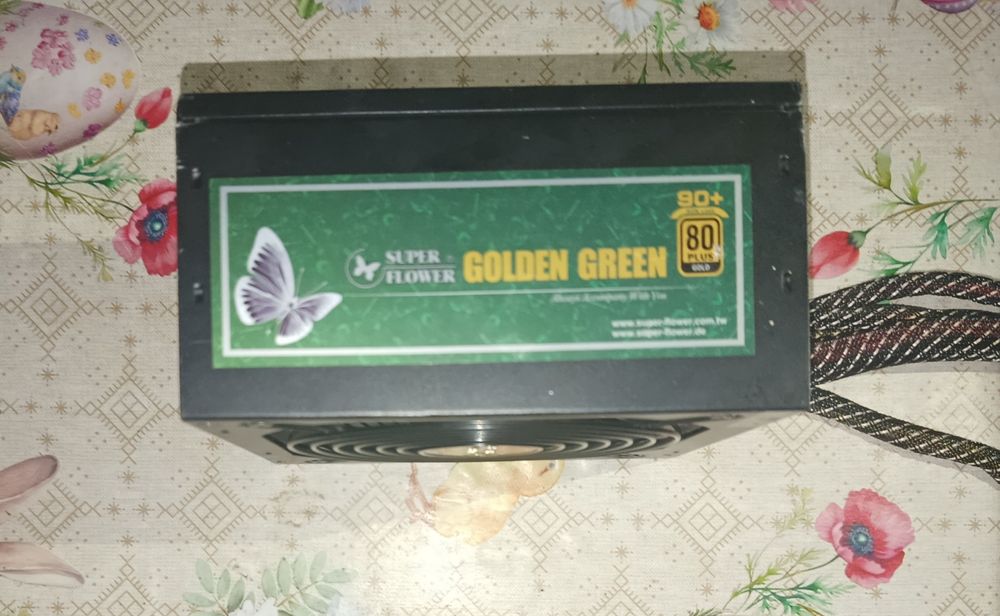 90+
80
PLUS
GOLD
SUPER
FLOWER
GOLDEN GREEN
Always Accompany With You
www.super-flower.com.tw
www.super-flower.de